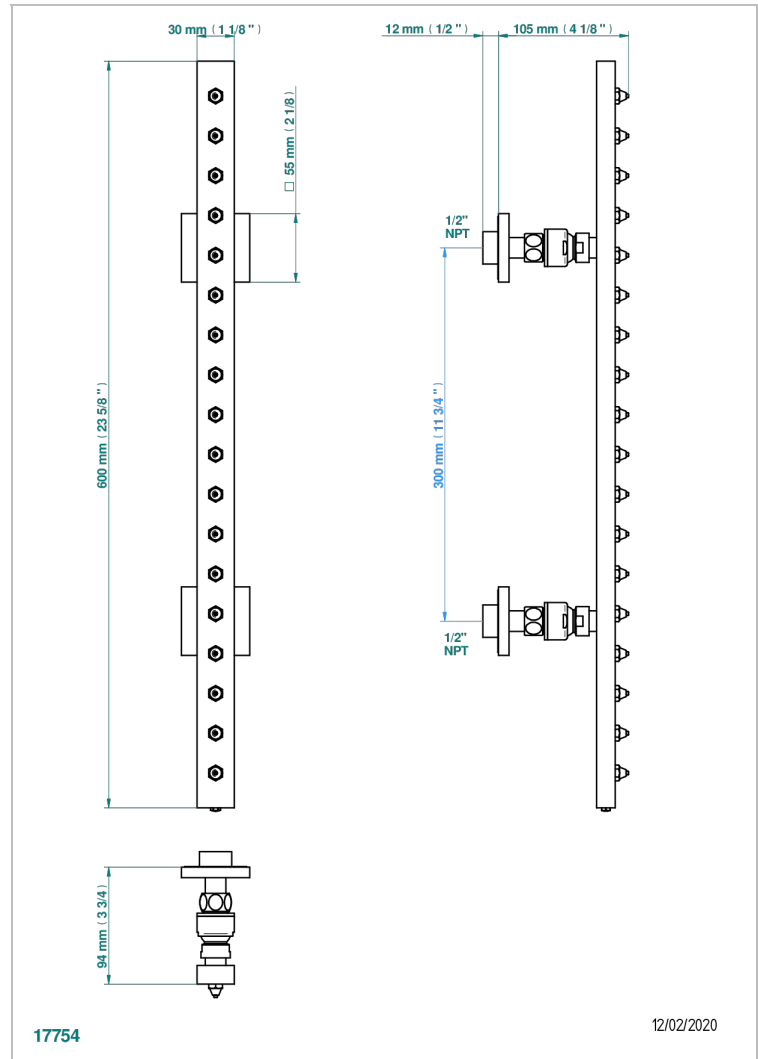 30 mm ( 1 1/8 " )
12 mm ( 1/2 " )
105 mm ( 4 1/8 " )
□ 55 mm ( 2 1/8)
1/2"
NPT
600 mm ( 23 5/8 " )
300 mm ( 11 3/4 " )
1/2"
NPT
94 mm ( 3 3/4 )
17754
12/02/2020